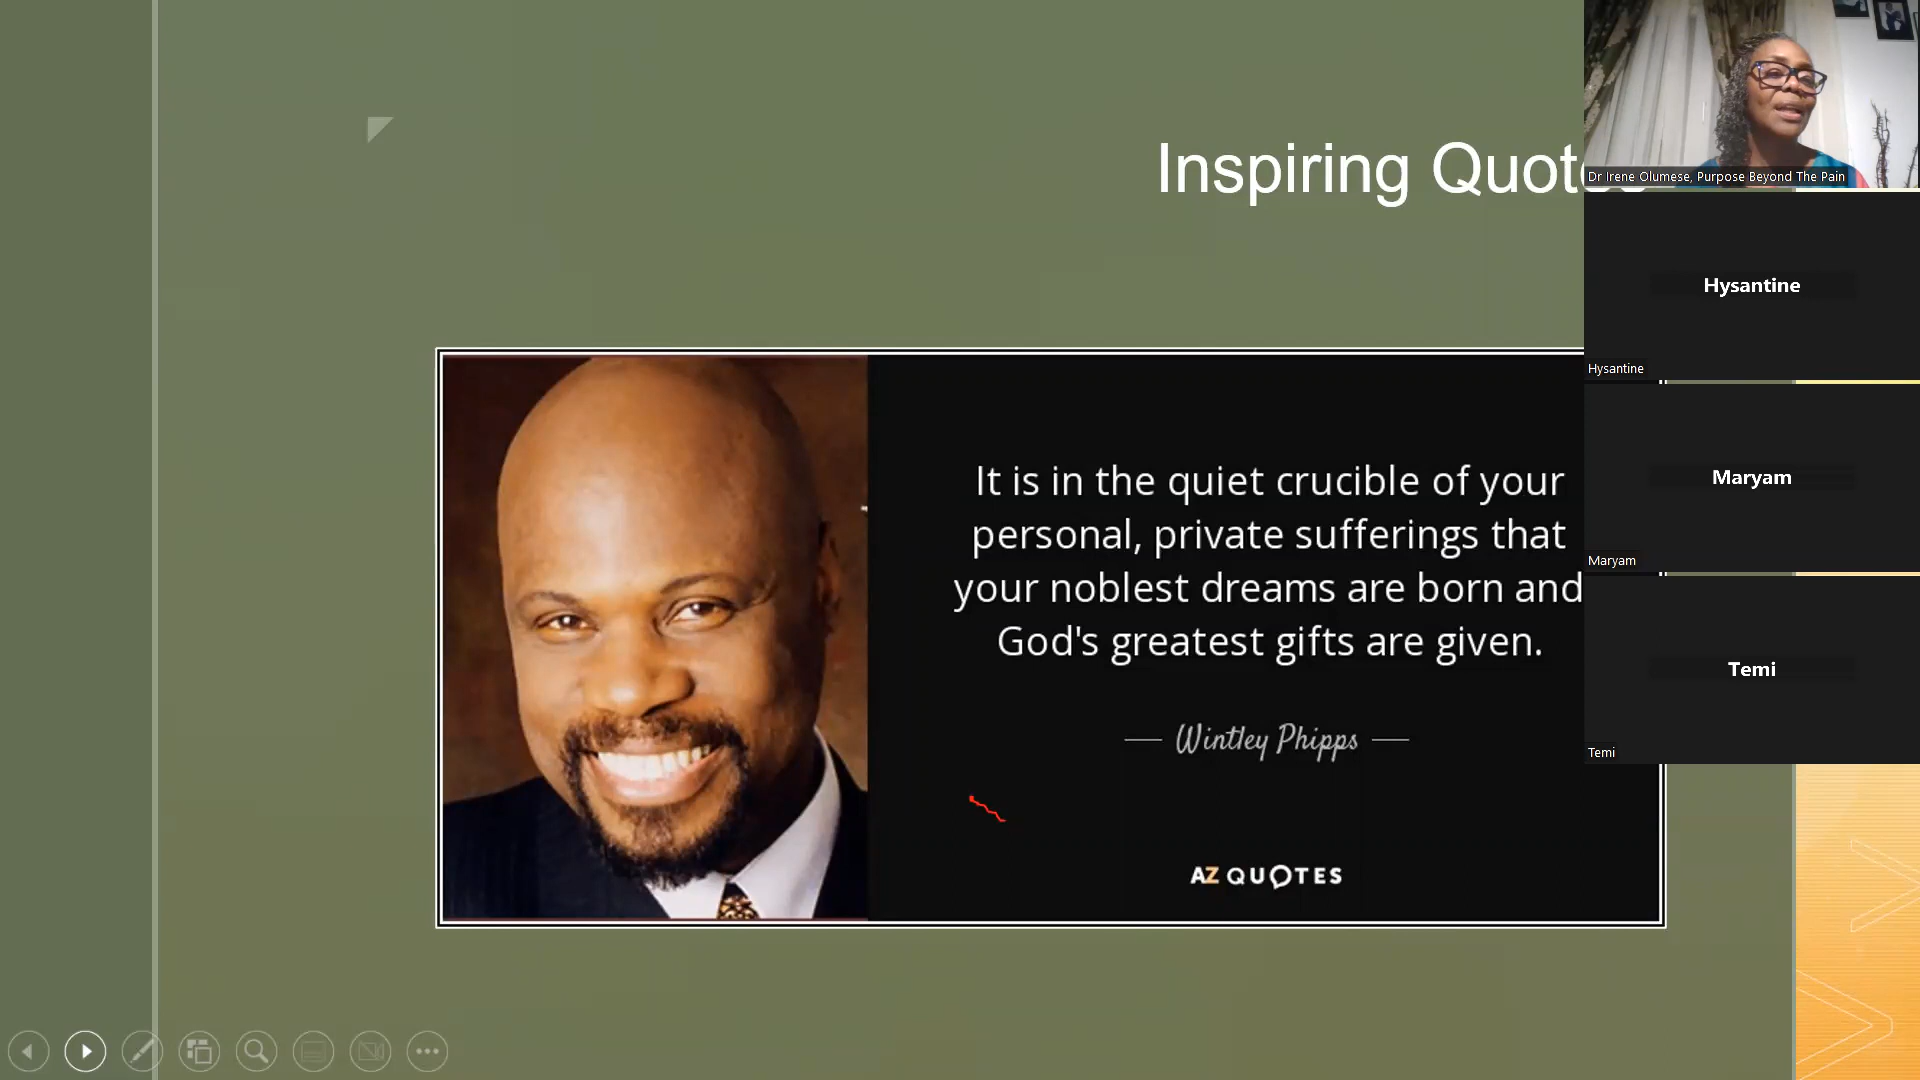 Inspiring Quot
It is in the quiet crucible of your
personal, private sufferings that
your noblest dreams are born and
God's greatest gifts are given.
Wintley Phipps
AZ QUOTES
Dr Irene Olumese, Purpose Beyond The Pain
Hysantine
Hysantine
Maryam
Maryam
Temi
Temi